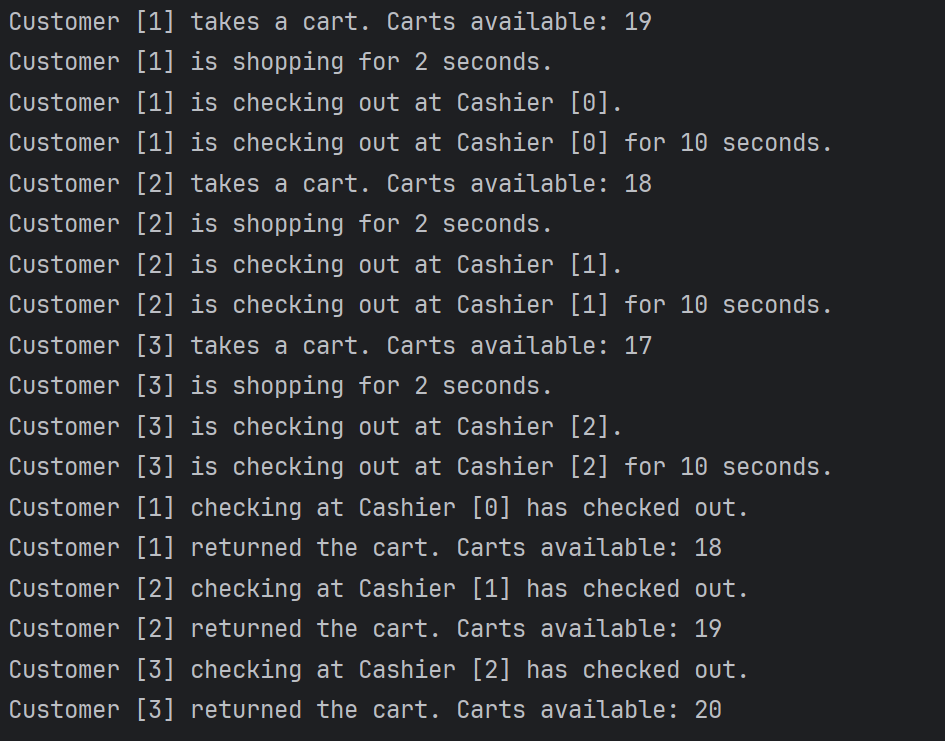 Customer [1] takes a cart. Carts available: 19
Customer [1] is shopping for 2 seconds.
Customer [1] is checking out at Cashier [0].
Customer [1] is checking out at Cashier [0] for 10 seconds.
Customer [2] takes a cart. Carts available: 18
Customer [2] is shopping for 2 seconds.
Customer [2] is checking out at Cashier [1].
Customer [2] is checking out at Cashier [1] for 10 seconds.
Customer [3] takes a cart. Carts available: 17
Customer [3] is shopping for 2 seconds.
Customer [3] is checking out at Cashier [2].
Customer [3] is checking out at Cashier [2] for 10 seconds.
Customer [1] checking at Cashier [0] has checked out.
Customer [1] returned the cart. Carts available: 18
Customer [2] checking at Cashier [1] has checked out.
Customer [2] returned the cart. Carts available: 19
Customer [3] checking at Cashier [2] has checked out.
Customer [3] returned the cart. Carts available: 20